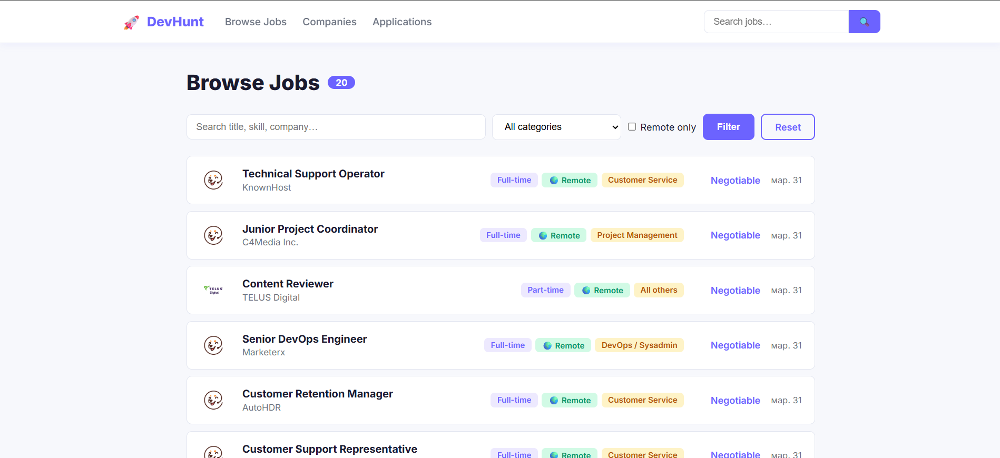 DevHunt Browse Jobs Companies Applications Search jobs...
Browse Jobs 20
Search title, skill, company... All categories Remote only Filter Reset
Technical Support Operator
KnownHost
Full-time Remote Customer Service Negotiable мар. 31
Junior Project Coordinator
C4Media Inc.
Full-time Remote Project Management Negotiable мар. 31
TELUS Digital
Content Reviewer
TELUS Digital
Part-time Remote All others Negotiable мар. 31
Senior DevOps Engineer
Marketerx
Full-time Remote DevOps / Sysadmin Negotiable мар. 31
Customer Retention Manager
AutoHDR
Full-time Remote Customer Service Negotiable мар. 31
Customer Support Representative
Full-time Remote Customer Service Negotiable мар. 31